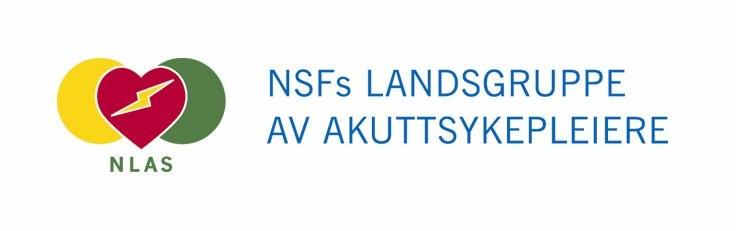 NLAS
NSFs LANDSGRUPPE
AV AKUTTSYKEPLEIERE